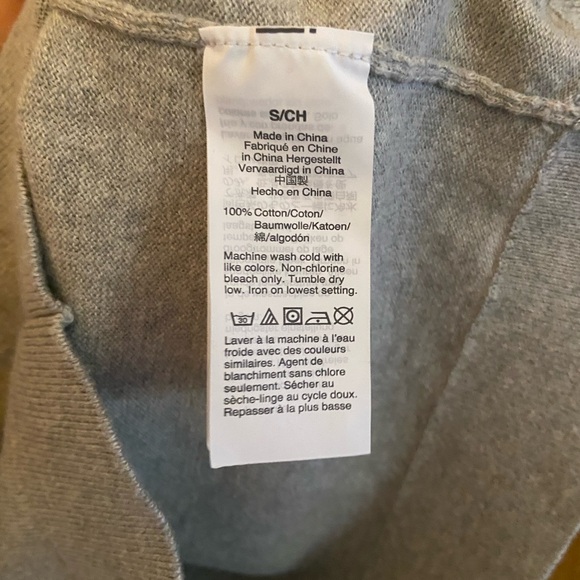 S/CH
Made in China
Fabriqué en Chine
in China Hergestellt
Vervaardigd in China
中国製
Hecho en China
100% Cotton/Coton/
Baumwolle/Katoen/
綿/algodón
Machine wash cold with
like colors. Non-chlorine
bleach only. Tumble dry
low. Iron on lowest setting.
30
Laver à la machine à l'eau
froide avec des couleurs
similaires. Agent de
blanchiment sans chlore
seulement. Sécher au
sèche-linge au cycle doux.
Repasser à la plus basse